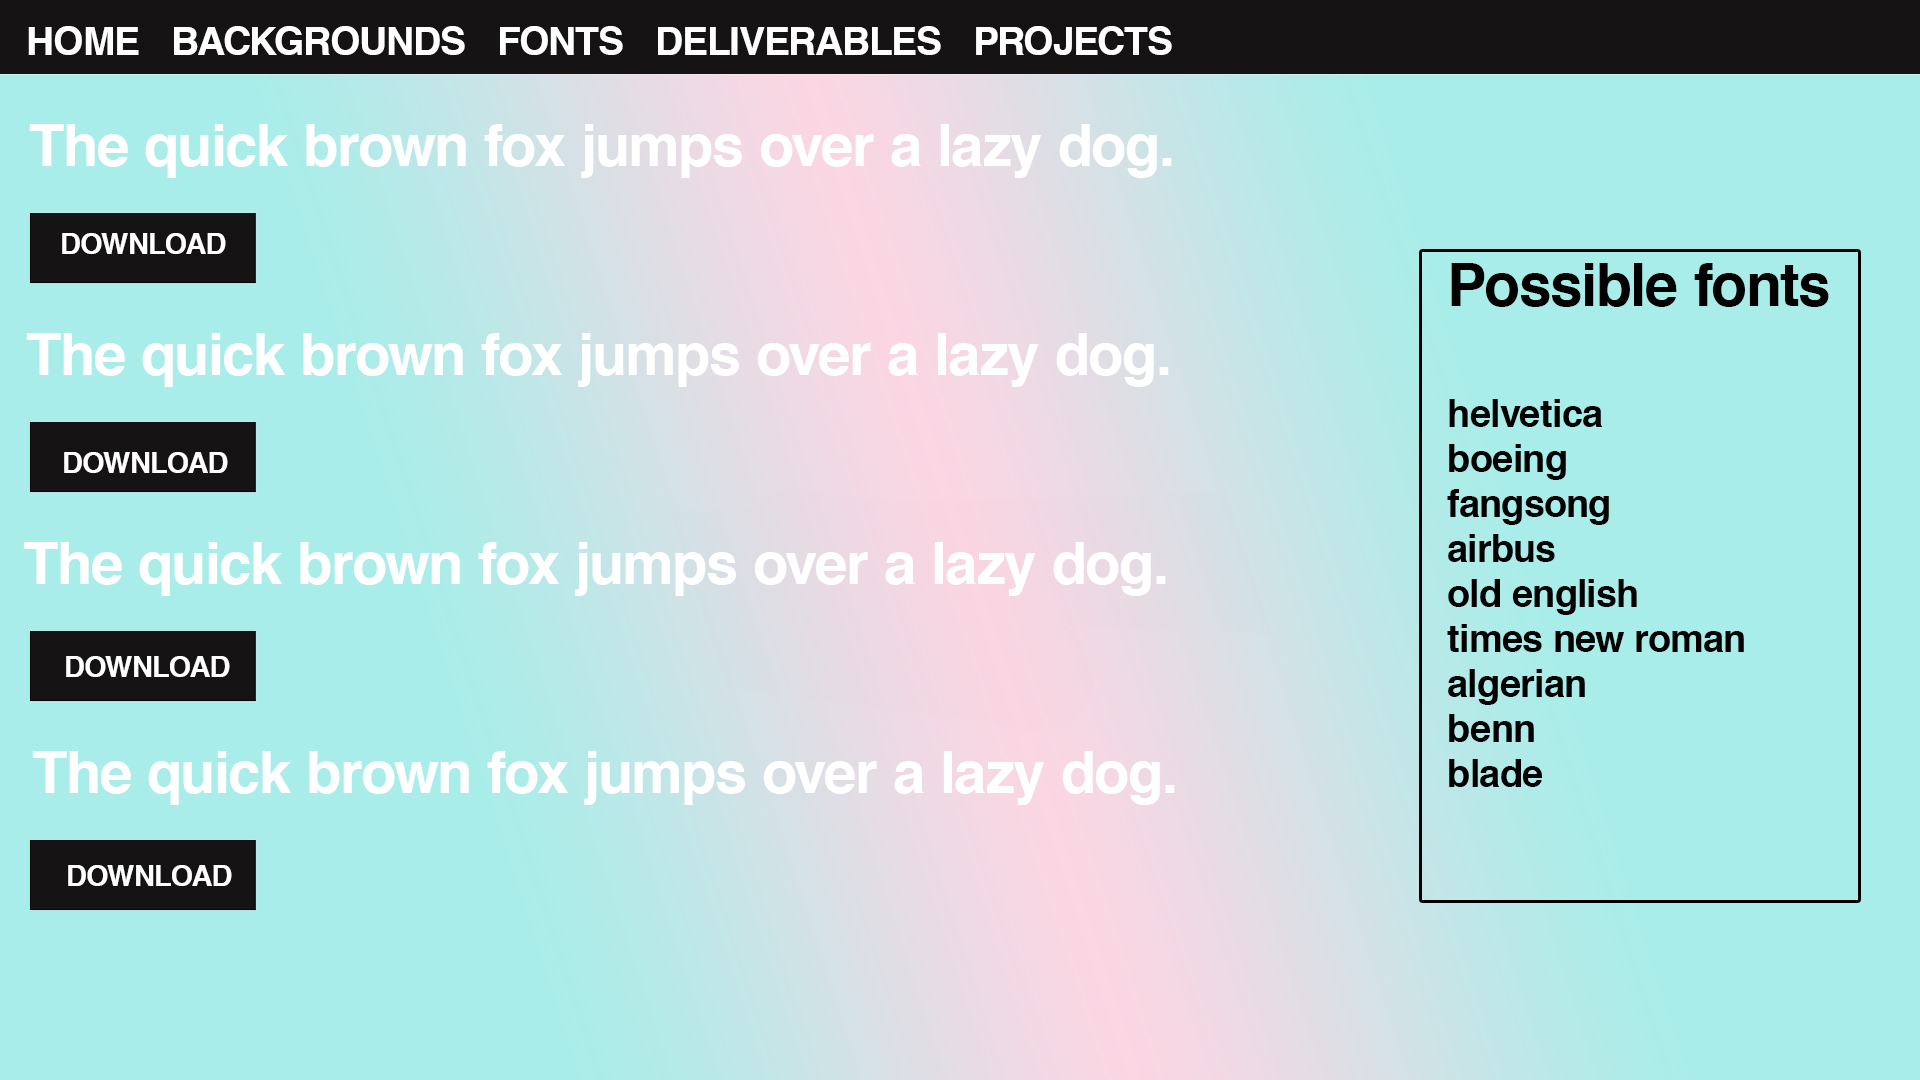 HOME BACKGROUNDS FONTS DELIVERABLES PROJECTS
The quick brown fox jumps over a lazy dog.
DOWNLOAD
The quick brown fox jumps over a lazy dog.
DOWNLOAD
The quick brown fox jumps over a lazy dog.
DOWNLOAD
The quick brown fox jumps over a lazy dog.
DOWNLOAD
Possible fonts
helvetica
boeing
fangsong
airbus
old english
times new roman
algerian
benn
blade